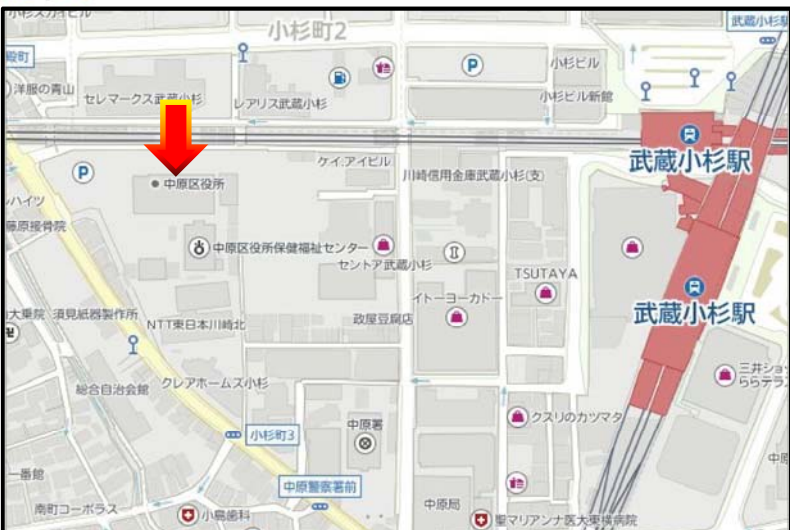 小杉町2
武蔵小杉駅
殿町
洋服の青山
セレマークス武蔵小杉
レアリス武蔵小杉
P
小杉ビル
小杉ビル新館
武蔵小杉駅
P
中原区役所
ケイ.アイビル
川崎信用金庫武蔵小杉(支)
ハイツ
藤原接骨院
中原区役所保健福祉センター
セントア武蔵小杉
TSUTAYA
イトーヨーカドー
武蔵小杉駅
大乗院
須見紙器製作所
NTT東日本川崎北
政屋豆腐店
三井ショッ
ららテラス
総合自治会館
クレアホームズ小杉
クスリのカツマタ
小杉町3
中原署
一番館
中原警察署前
南町コーポラス
小島歯科
中原局
聖マリアンナ医大東横病院